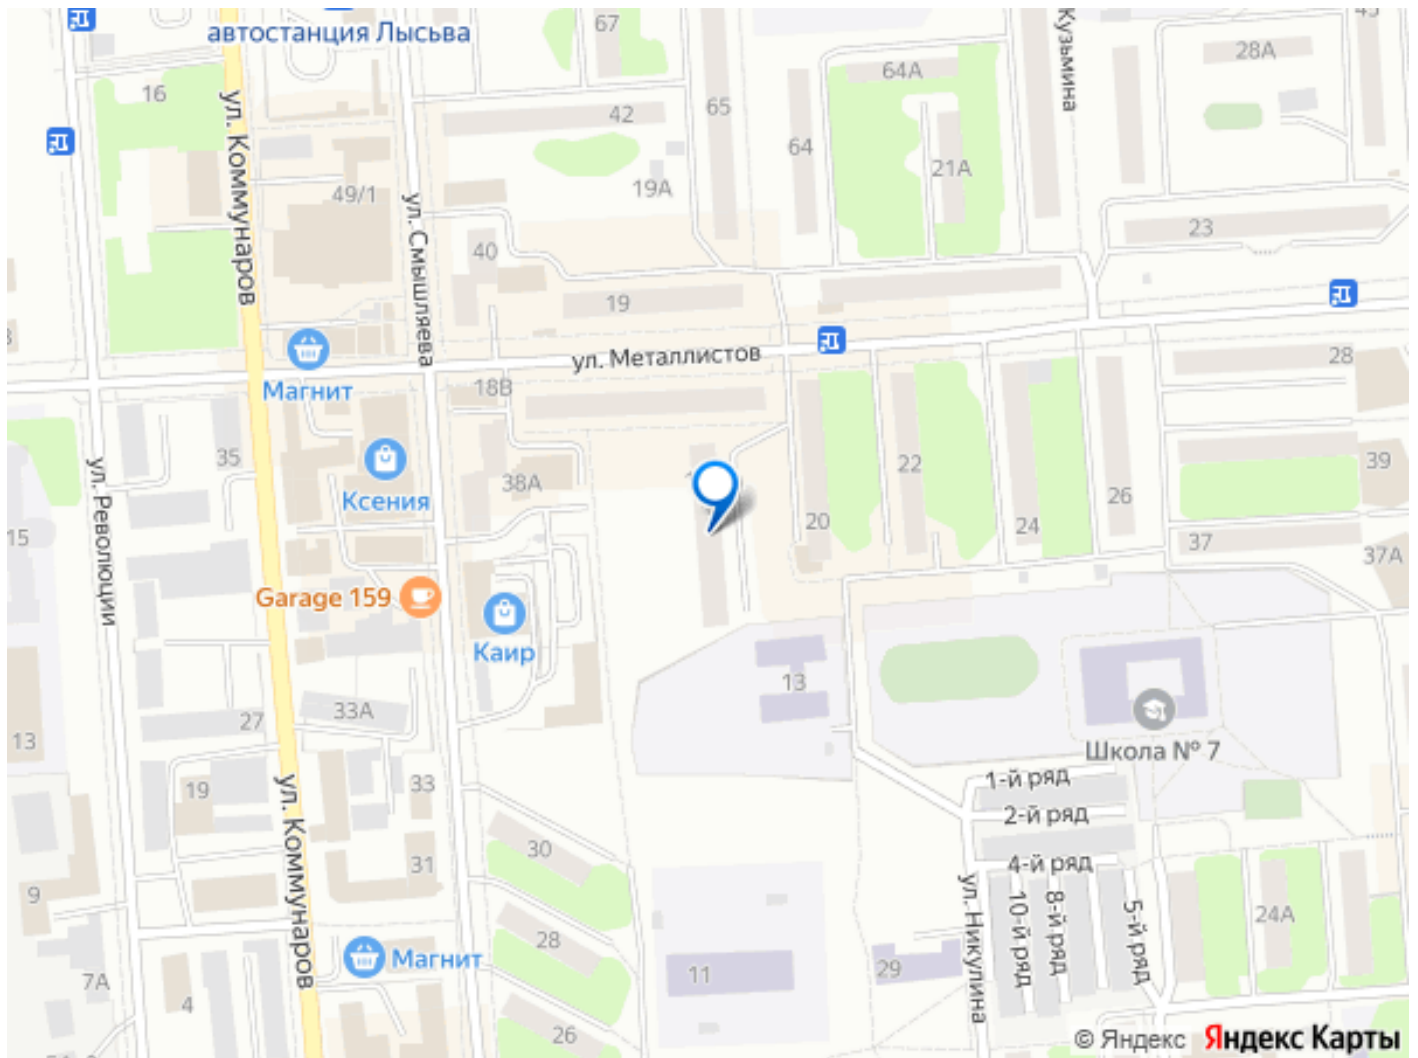 автостанция Лысьва
67
28А
64А
16
42
65
64
ул. Коммунаров
Кузьмина
21А
19А
49/1
ул. Смышляева
40
23
19
ул. Металлистов
28
Магнит
18В
35
38А
22
39
Ксения
26
20
24
15
37
37А
ул. Революции
Garage 159
Каир
13
33А
27
13
Школа № 7
1-й ряд
19
33
2-й ряд
30
31
4-й ряд
ул. Коммунаров
9
10-й ряд
8-й ряд
5-й ряд
ул. Никулина
24А
28
Магнит
11
29
7А
4
26
© Яндекс Яндекс Карты